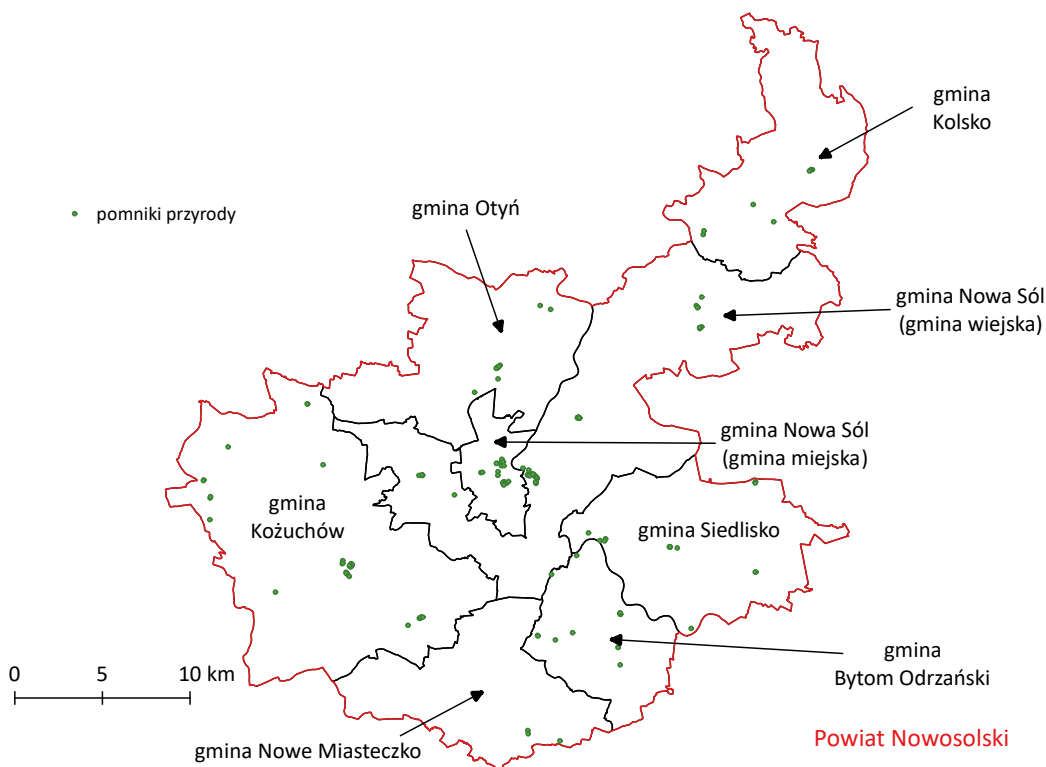 gmina
Kolsko
pomniki przyrody
gmina Otyń
gmina Nowa Sól
(gmina wiejska)
gmina Nowa Sól
(gmina miejska)
gmina
Kożuchów
gmina Siedlisko
gmina
Bytom Odrzański
0 5 10 km
gmina Nowe Miasteczko
Powiat Nowosolski